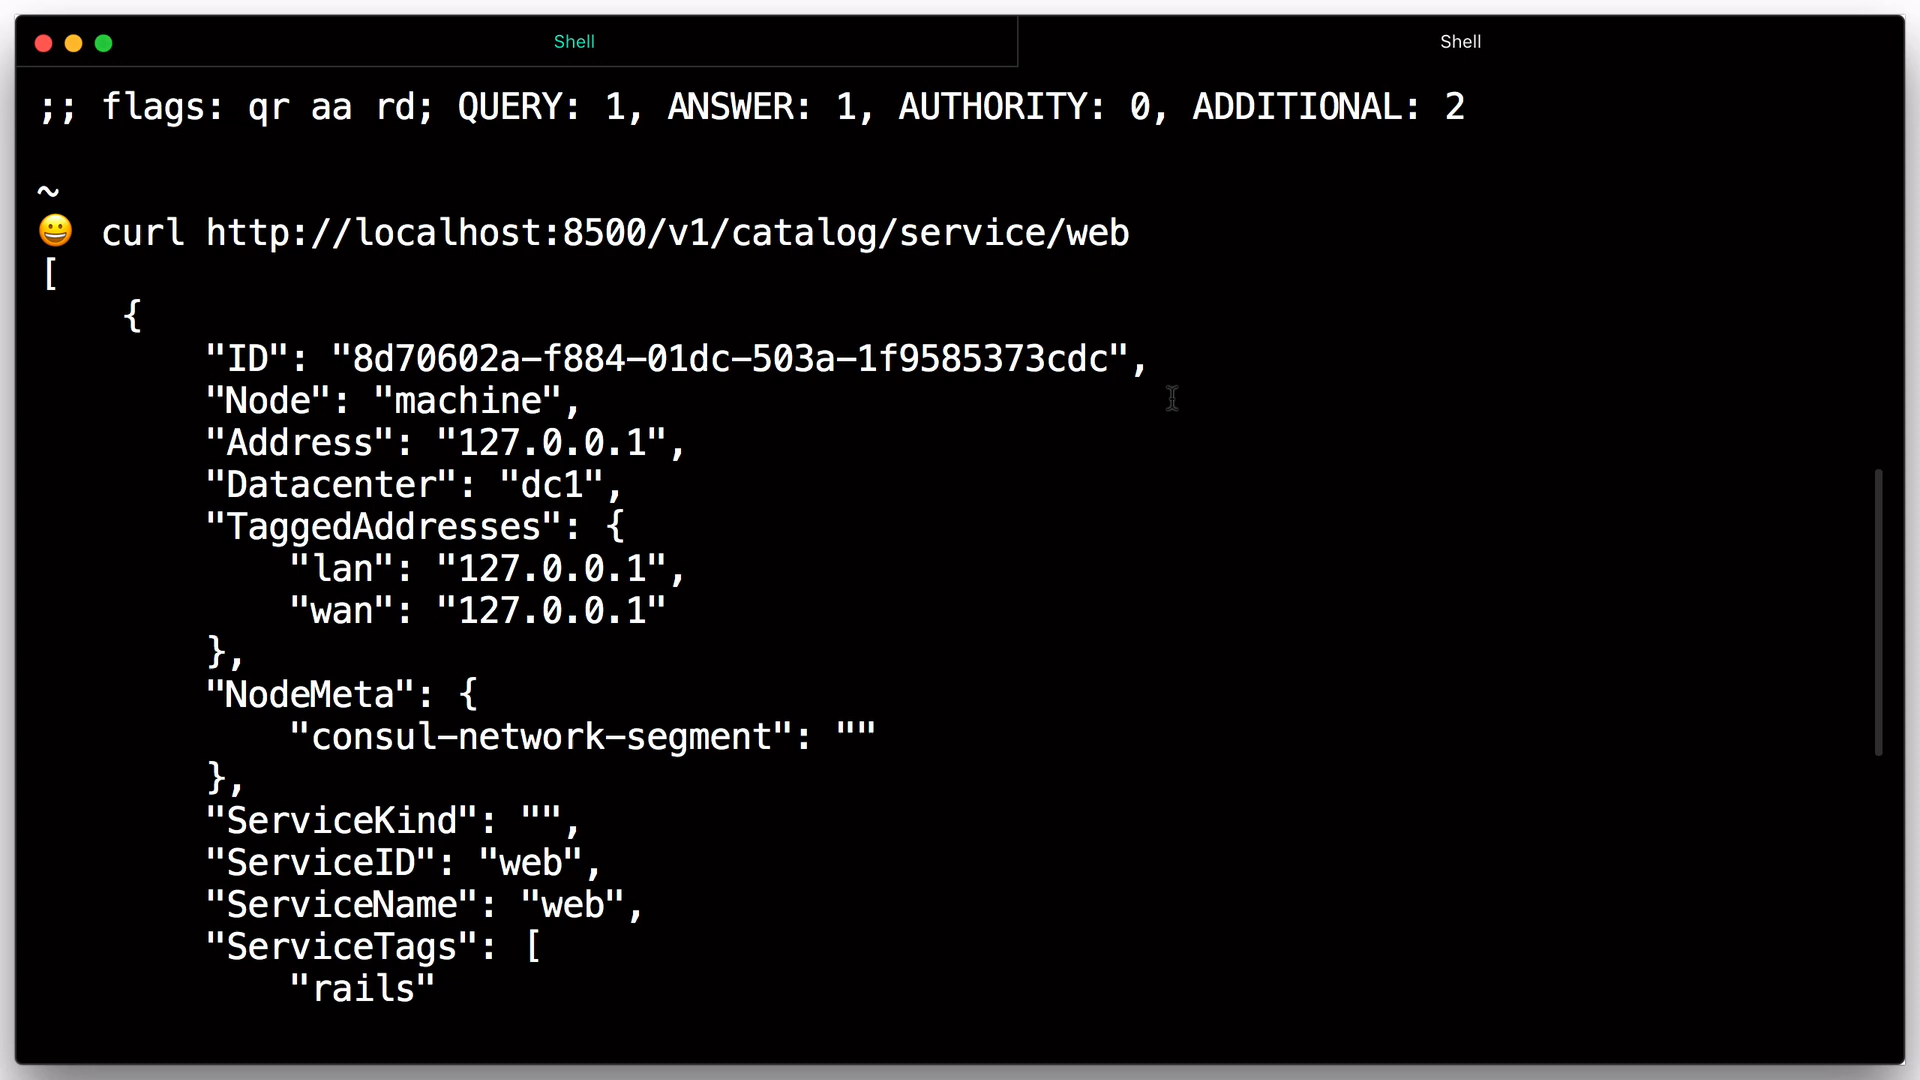 Shell
Shell
;; flags: qr aa rd; QUERY: 1, ANSWER: 1, AUTHORITY: 0, ADDITIONAL: 2
~
😀 curl http://localhost:8500/v1/catalog/service/web
[
    {
        "ID": "8d70602a-f884-01dc-503a-1f9585373cdc",
        "Node": "machine",
        "Address": "127.0.0.1",
        "Datacenter": "dc1",
        "TaggedAddresses": {
            "lan": "127.0.0.1",
            "wan": "127.0.0.1"
        },
        "NodeMeta": {
            "consul-network-segment": ""
        },
        "ServiceKind": "",
        "ServiceID": "web",
        "ServiceName": "web",
        "ServiceTags": [
            "rails"